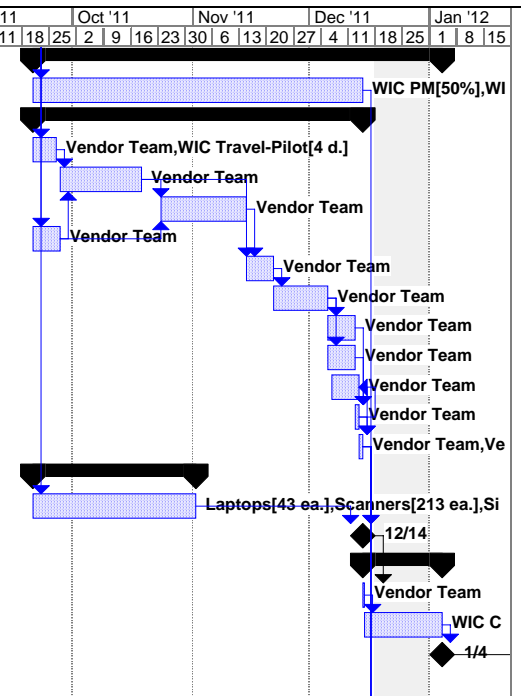 11 Oct '11 Nov '11 Dec '11 Jan '12
11 18 25 2 9 16 23 30 6 13 20 27 4 11 18 25 1 8 15
WIC PM[50%],WI
Vendor Team,WIC Travel-Pilot[4 d.]
Vendor Team
Vendor Team
Vendor Team
Vendor Team
Vendor Team
Vendor Team
Vendor Team
Vendor Team
Vendor Team
Vendor Team,Ve
Laptops[43 ea.],Scanners[213 ea.],Si
12/14
Vendor Team
WIC C
1/4